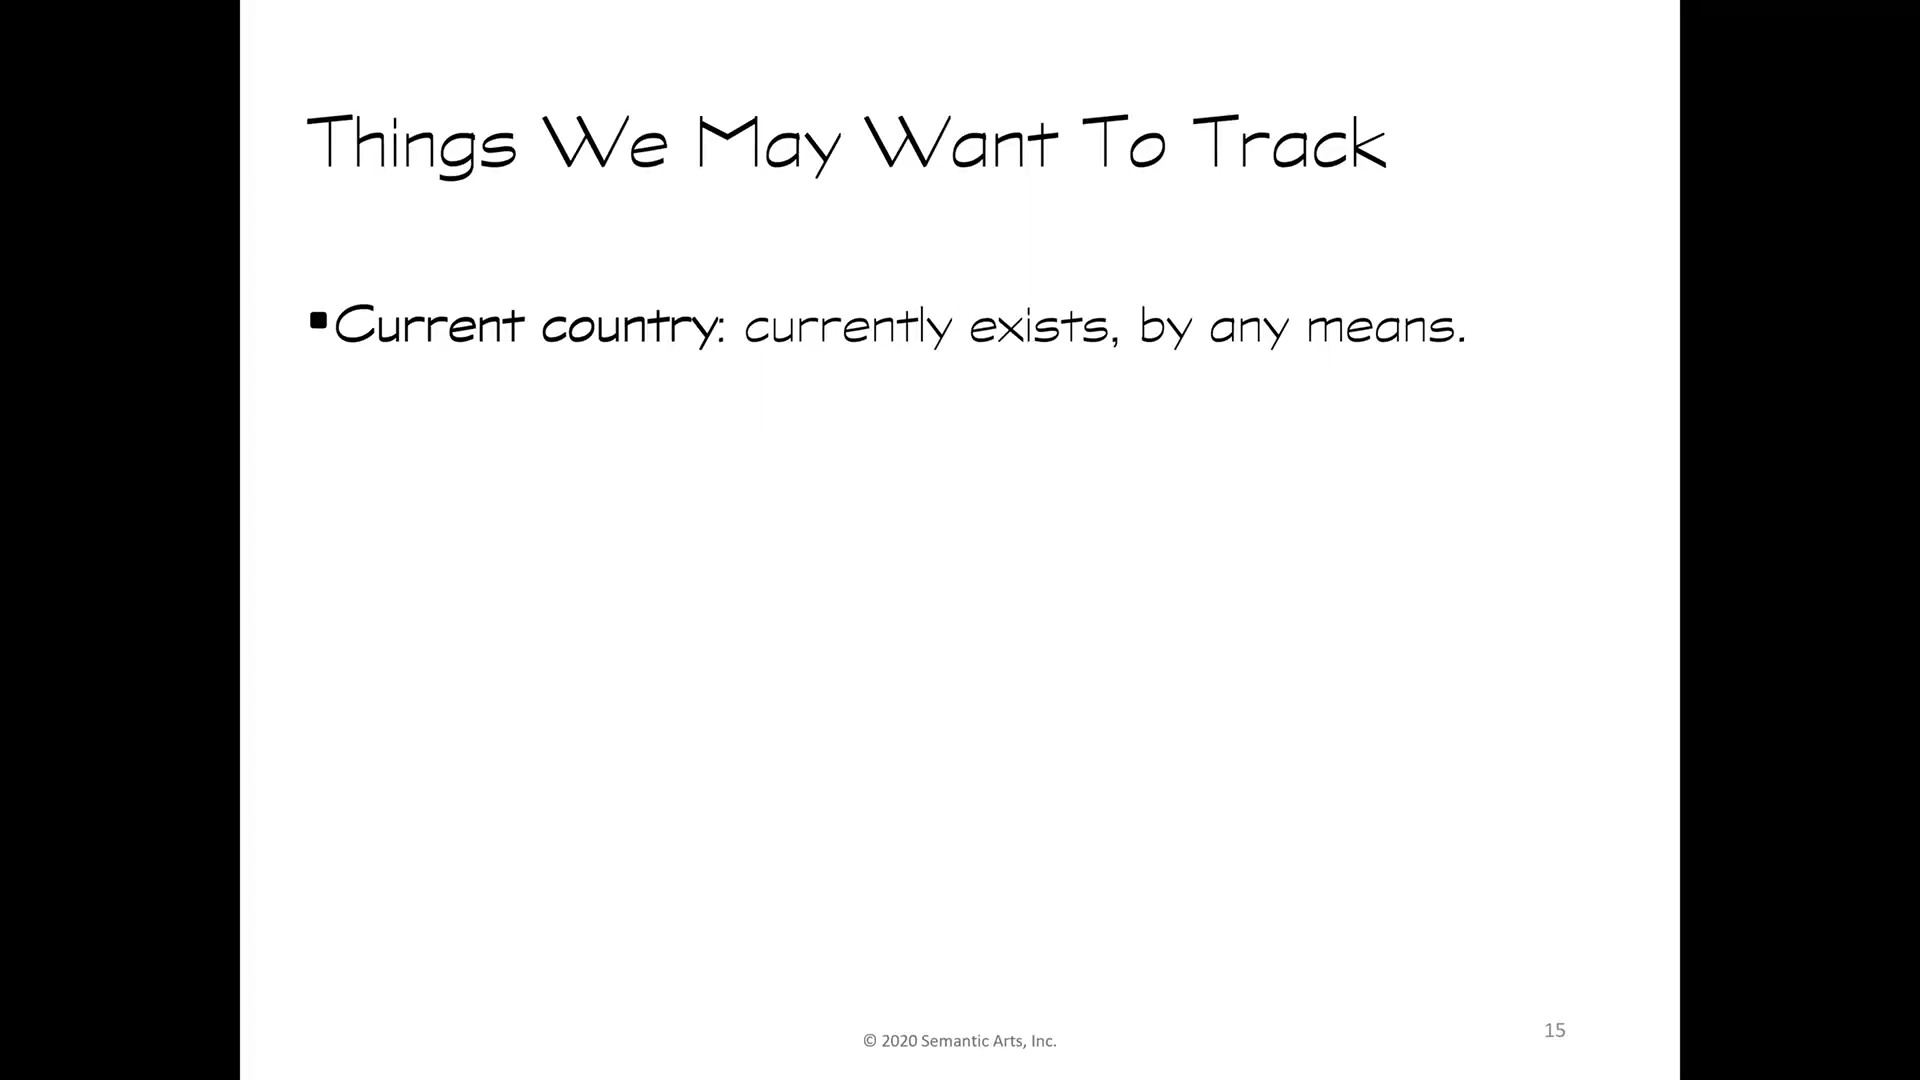 Things We May Want To Track
▪Current country: currently exists, by any means.
© 2020 Semantic Arts, Inc.
15